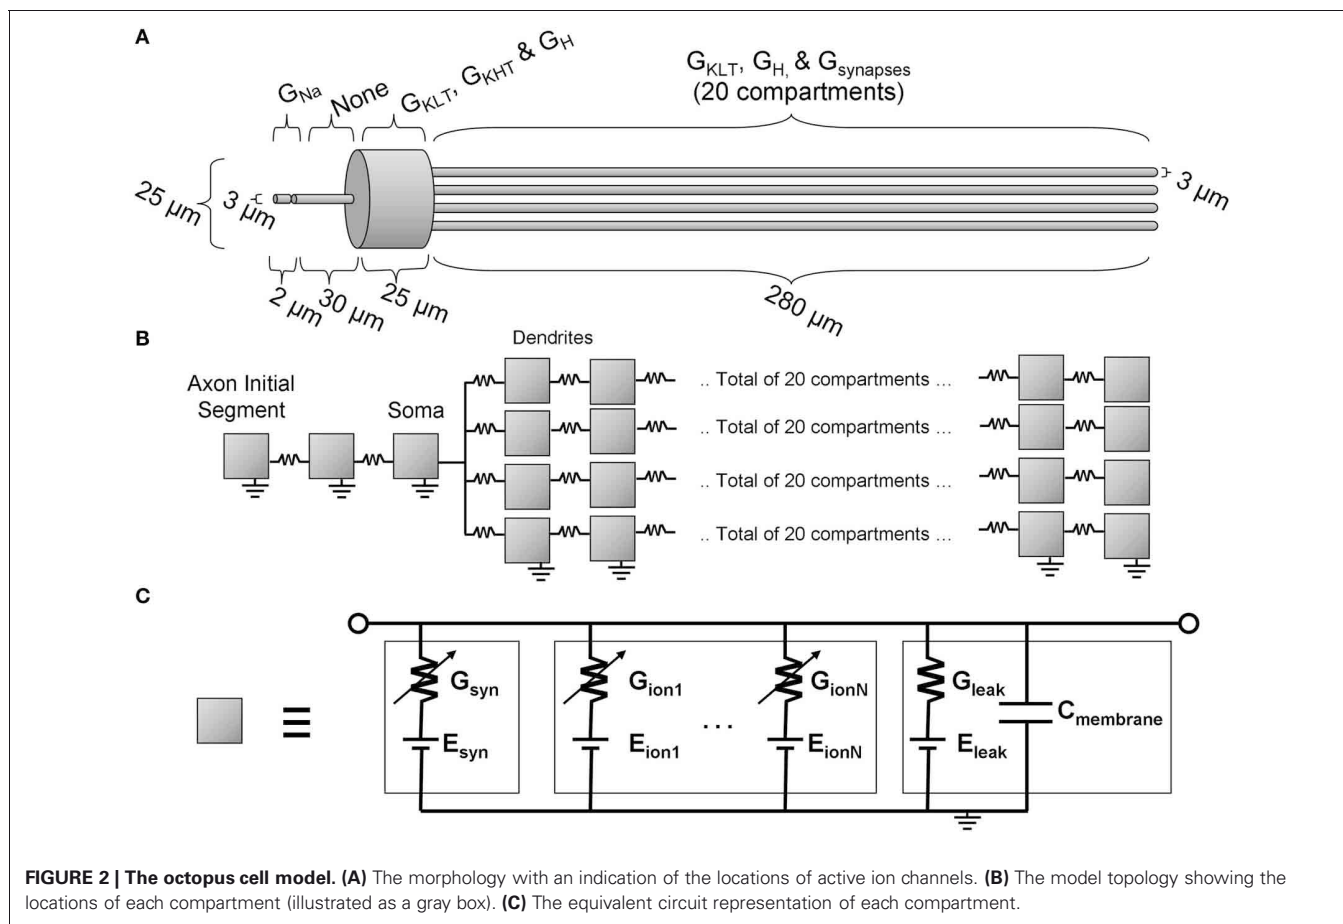 A
G_Na
None
G_KLT, G_KHT & G_H
G_KLT, G_H, & G_synapses
(20 compartments)
25 µm
3 µm
3 µm
2 µm
30 µm
25 µm
280 µm
B
Dendrites
Axon Initial
Segment
Soma
.. Total of 20 compartments ...
.. Total of 20 compartments ...
.. Total of 20 compartments ...
.. Total of 20 compartments ...
C
G_syn
G_ion1
G_ionN
G_leak
C_membrane
...
E_syn
E_ion1
E_ionN
E_leak
FIGURE 2 | The octopus cell model. (A) The morphology with an indication of the locations of active ion channels. (B) The model topology showing the
locations of each compartment (illustrated as a gray box). (C) The equivalent circuit representation of each compartment.